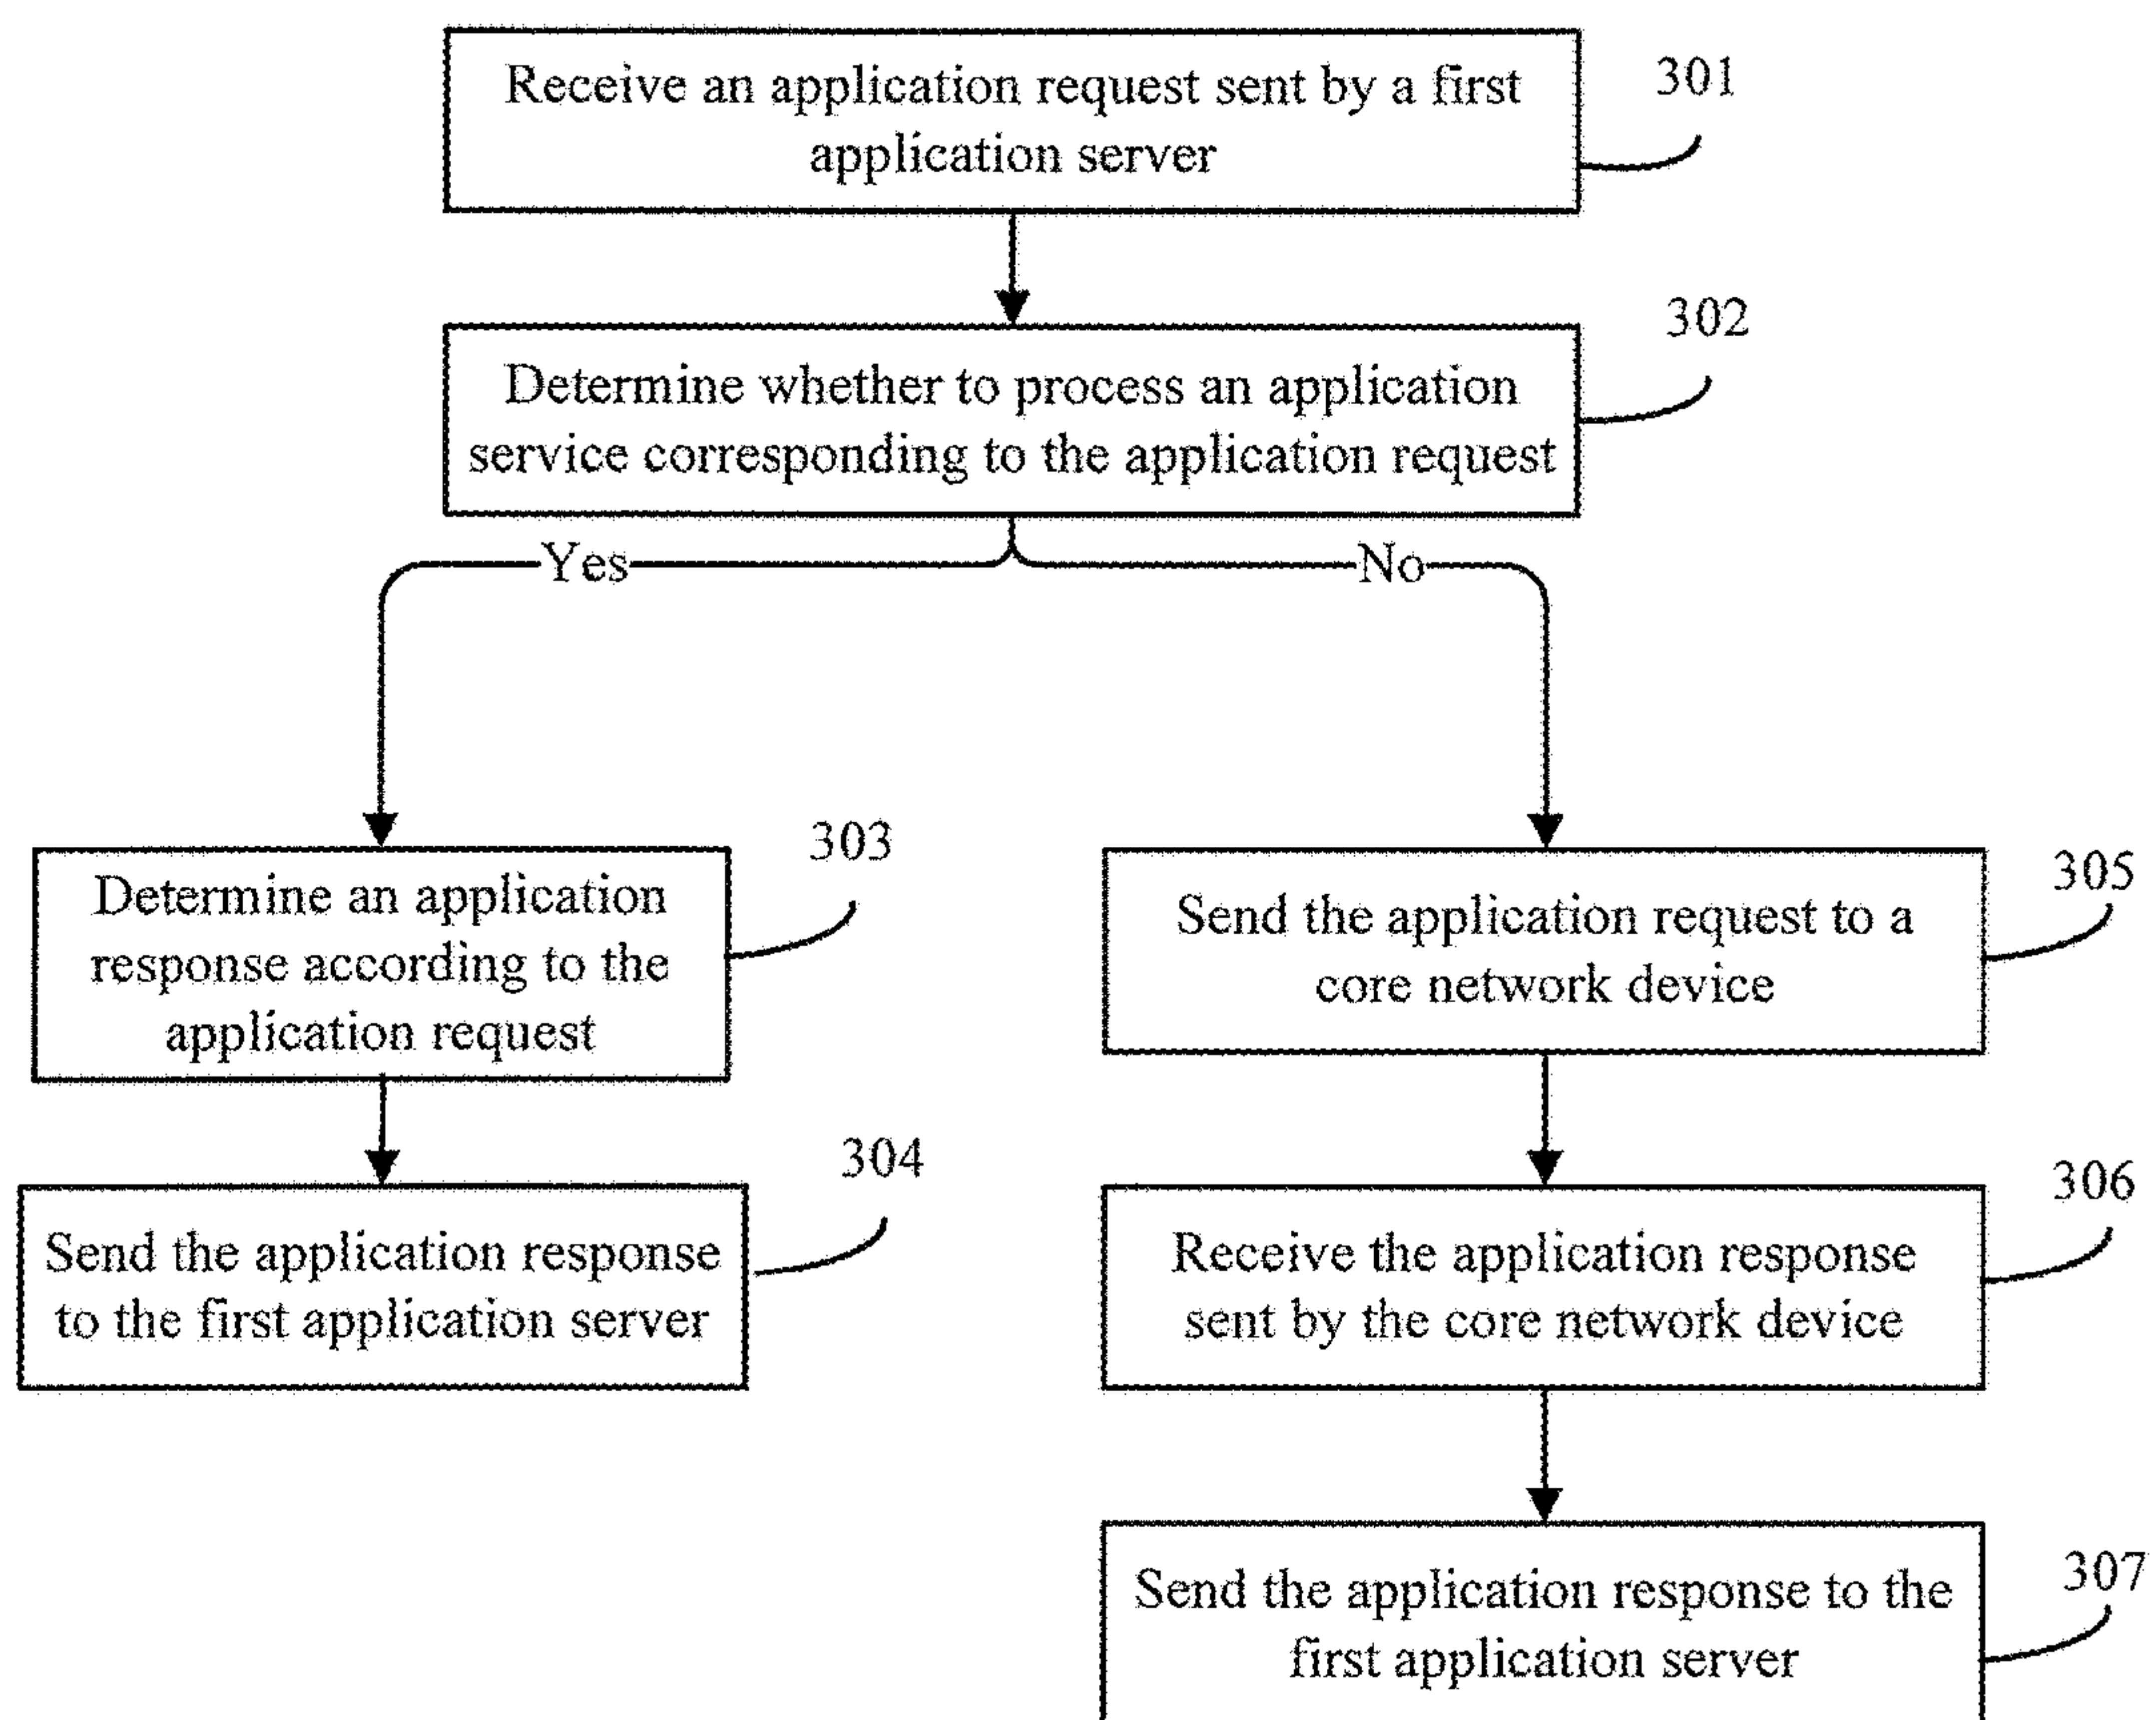 Receive an application request sent by a first
application server
301
Determine whether to process an application
service corresponding to the application request
302
Yes
No
Determine an application
response according to the
application request
303
Send the application response
to the first application server
304
Send the application request to a
core network device
305
Receive the application response
sent by the core network device
306
Send the application response to the
first application server
307